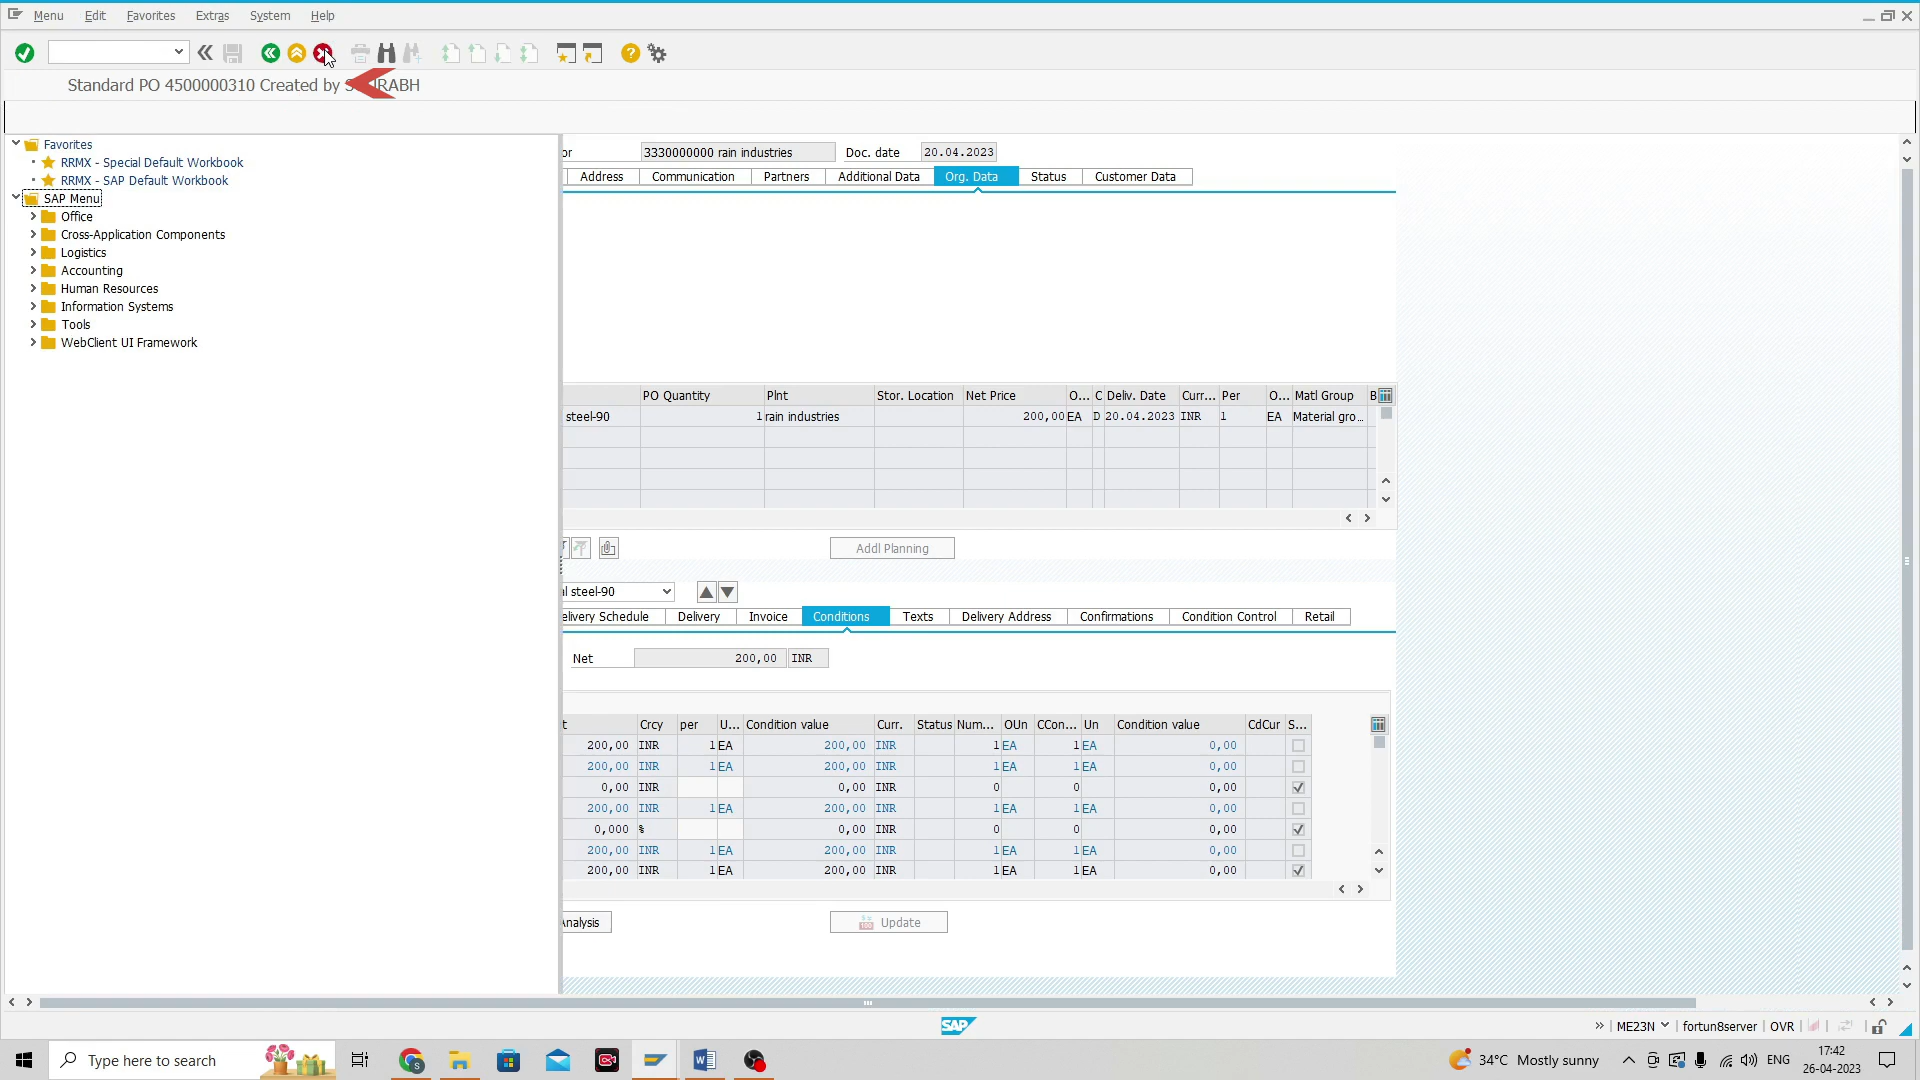 Menu Edit Favorites Extras System Help
Standard PO 4500000310 Created by
Favorites
RRMX - Special Default Workbook
RRMX - SAP Default Workbook
SAP Menu
Office
Cross-Application Components
Logistics
Accounting
Human Resources
Information Systems
Tools
WebClient UI Framework
or 3330000000 rain industries Doc. date 20.04.2023
Address Communication Partners Additional Data Org. Data Status Customer Data
PO Quantity Plnt Stor. Location Net Price O... C Deliv. Date Curr... Per O... Matl Group B
steel-90 1 rain industries 200,00 EA D 20.04.2023 INR 1 EA Material gro...
Addl Planning
al steel-90
elivery Schedule Delivery Invoice Conditions Texts Delivery Address Confirmations Condition Control Retail
Net 200,00 INR
t Crcy per U... Condition value Curr. Status Num... OUn CCon... Un Condition value CdCur S...
200,00 INR 1 EA 200,00 INR 1 EA 1 EA 0,00
200,00 INR 1 EA 200,00 INR 1 EA 1 EA 0,00
0,00 INR 0,00 INR 0 0 0,00
200,00 INR 1 EA 200,00 INR 1 EA 1 EA 0,00
0,000 % 0,00 INR 0 0 0,00
200,00 INR 1 EA 200,00 INR 1 EA 1 EA 0,00
200,00 INR 1 EA 200,00 INR 1 EA 1 EA 0,00
Analysis Update
SAP
ME23N fortun8server OVR
Type here to search
34°C Mostly sunny ENG 17:42
26-04-2023